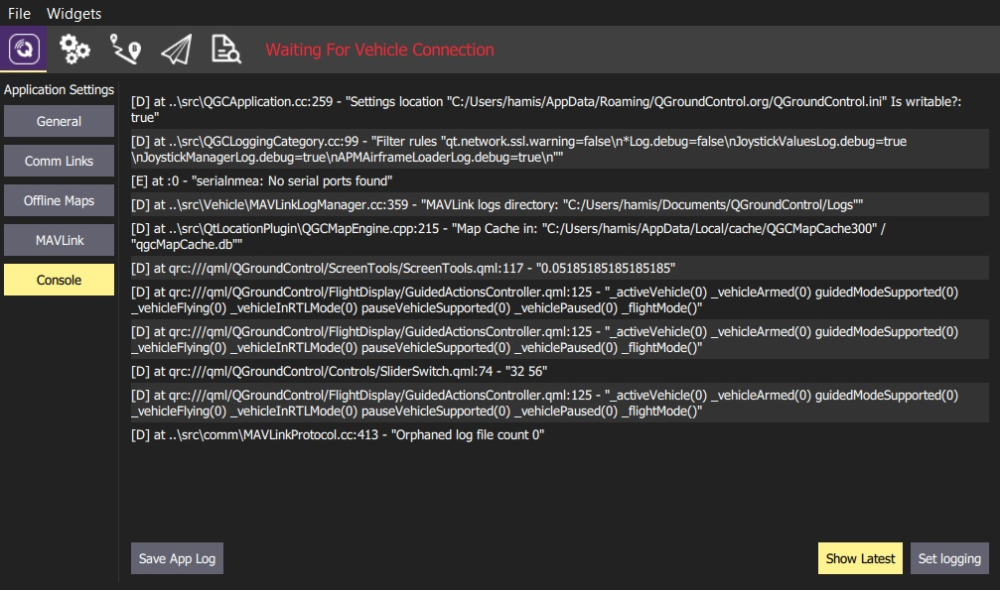 File Widgets
Waiting For Vehicle Connection
Application Settings
General
Comm Links
Offline Maps
MAVLink
Console
[D] at ..\src\QGCApplication.cc:259 - "Settings location "C:/Users/hamis/AppData/Roaming/QGroundControl.org/QGroundControl.ini" Is writable?:
true"
[D] at ..\src\QGCLoggingCategory.cc:99 - "Filter rules "qt.network.ssl.warning=false\n*Log.debug=false\nJoystickValuesLog.debug=true
\nJoystickManagerLog.debug=true\nAPMAirframeLoaderLog.debug=true\n""
[E] at :0 - "serialnmea: No serial ports found"
[D] at ..\src\Vehicle\MAVLinkLogManager.cc:359 - "MAVLink logs directory: "C:/Users/hamis/Documents/QGroundControl/Logs""
[D] at ..\src\QtLocationPlugin\QGCMapEngine.cpp:215 - "Map Cache in: "C:/Users/hamis/AppData/Local/cache/QGCMapCache300" /
"qgcMapCache.db""
[D] at qrc:///qml/QGroundControl/ScreenTools/ScreenTools.qml:117 - "0.05185185185185185"
[D] at qrc:///qml/QGroundControl/FlightDisplay/GuidedActionsController.qml:125 - "_activeVehicle(0) _vehicleArmed(0) guidedModeSupported(0)
_vehicleFlying(0) _vehicleInRTLMode(0) pauseVehicleSupported(0) _vehiclePaused(0) _flightMode()"
[D] at qrc:///qml/QGroundControl/FlightDisplay/GuidedActionsController.qml:125 - "_activeVehicle(0) _vehicleArmed(0) guidedModeSupported(0)
_vehicleFlying(0) _vehicleInRTLMode(0) pauseVehicleSupported(0) _vehiclePaused(0) _flightMode()"
[D] at qrc:///qml/QGroundControl/Controls/SliderSwitch.qml:74 - "32 56"
[D] at qrc:///qml/QGroundControl/FlightDisplay/GuidedActionsController.qml:125 - "_activeVehicle(0) _vehicleArmed(0) guidedModeSupported(0)
_vehicleFlying(0) _vehicleInRTLMode(0) pauseVehicleSupported(0) _vehiclePaused(0) _flightMode()"
[D] at ..\src\comm\MAVLinkProtocol.cc:413 - "Orphaned log file count 0"
Save App Log
Show Latest
Set logging